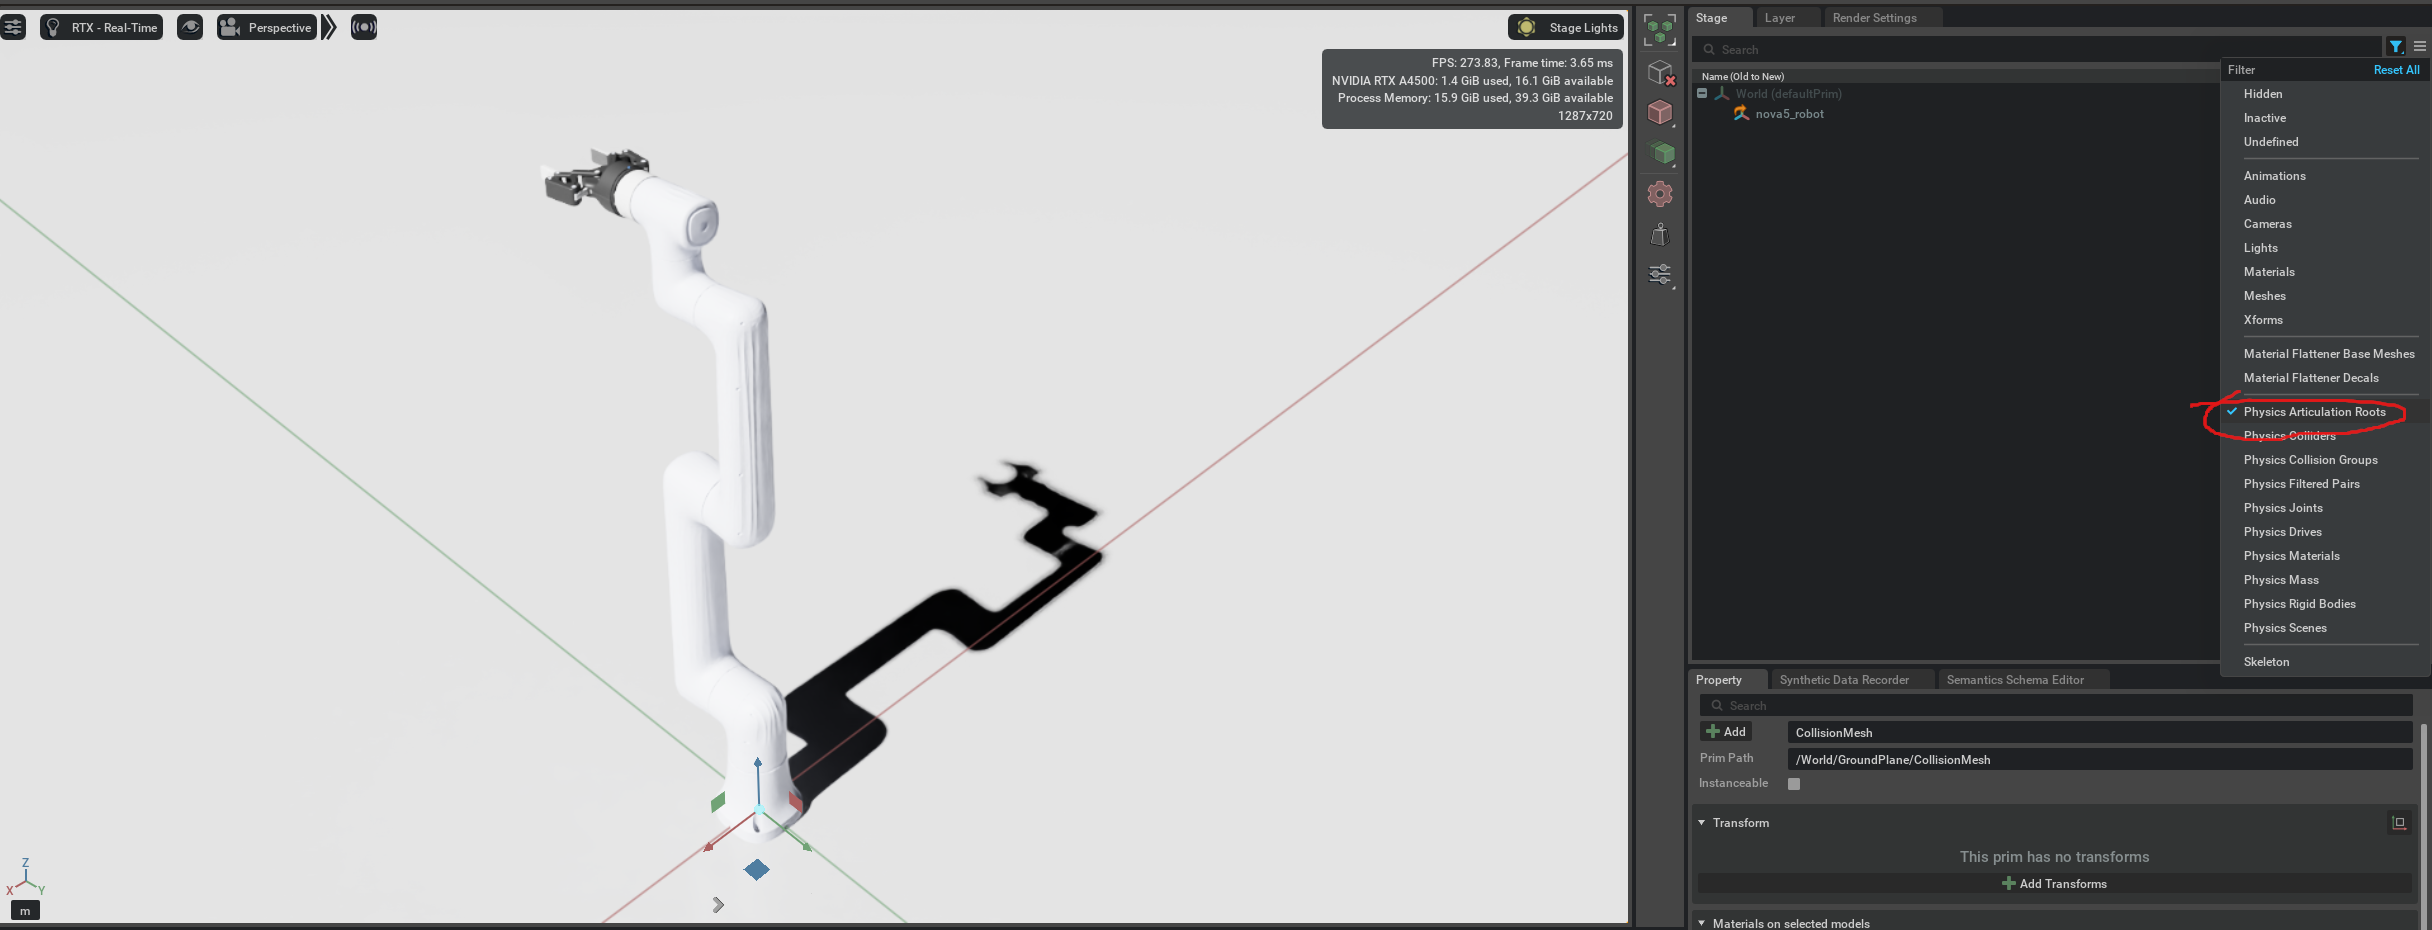 RTX - Real-Time
Perspective
Stage Lights
FPS: 273.83, Frame time: 3.65 ms
NVIDIA RTX A4500: 1.4 GiB used, 16.1 GiB available
Process Memory: 15.9 GiB used, 39.3 GiB available
1287x720
Z
X
Y
m
Stage
Layer
Render Settings
Search
Name (Old to New)
World (defaultPrim)
nova5_robot
Filter
Reset All
Hidden
Inactive
Undefined
Animations
Audio
Cameras
Lights
Materials
Meshes
Xforms
Material Flattener Base Meshes
Material Flattener Decals
Physics Articulation Roots
Physics Colliders
Physics Collision Groups
Physics Filtered Pairs
Physics Joints
Physics Drives
Physics Materials
Physics Mass
Physics Rigid Bodies
Physics Scenes
Skeleton
Property
Synthetic Data Recorder
Semantics Schema Editor
Search
Add
CollisionMesh
Prim Path
/World/GroundPlane/CollisionMesh
Instanceable
Transform
This prim has no transforms
Add Transforms
Materials on selected models